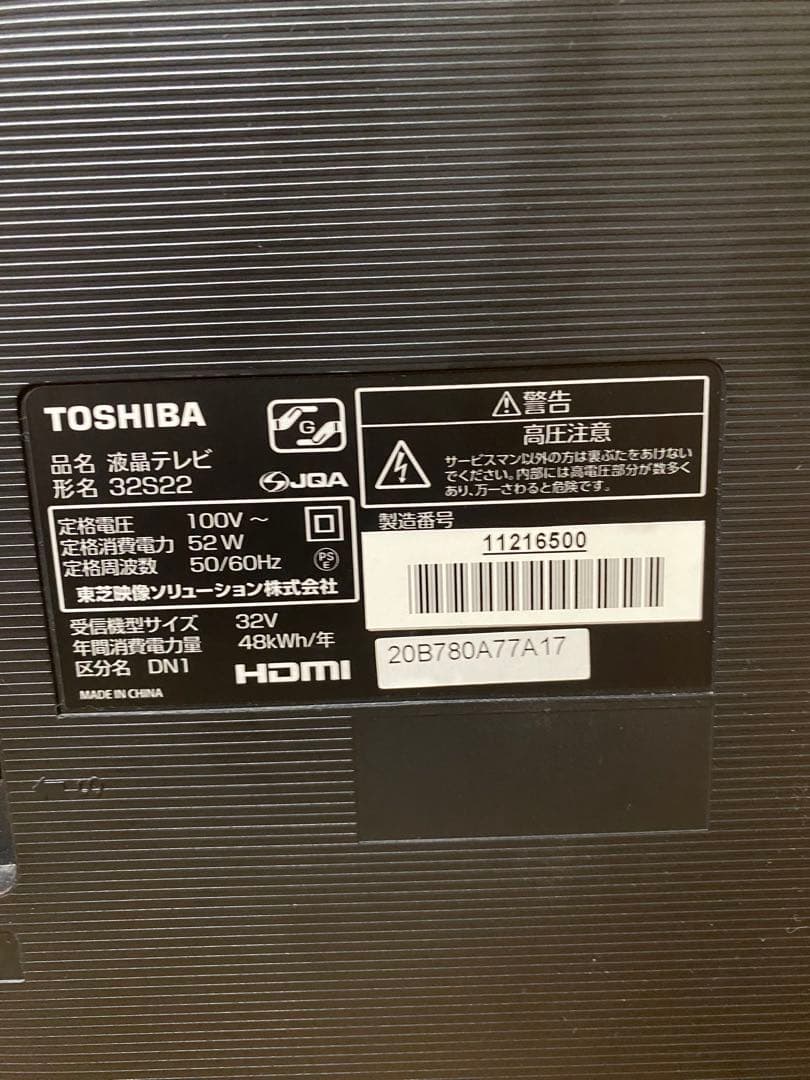 TOSHIBA
G
品名 液晶テレビ
形名 32S22
JQA
定格電圧 100V～
定格消費電力 52W
定格周波数 50/60Hz
PS
E
東芝映像ソリューション株式会社
受信機型サイズ 32V
年間消費電力量 48kWh/年
区分名 DN1
HDMI
MADE IN CHINA
警告
高圧注意
サービスマン以外の方は裏ぶたをあけない
でください。内部には高電圧部分が数多く
あり、万一さわると危険です。
製造番号
11216500
20B780A77A17